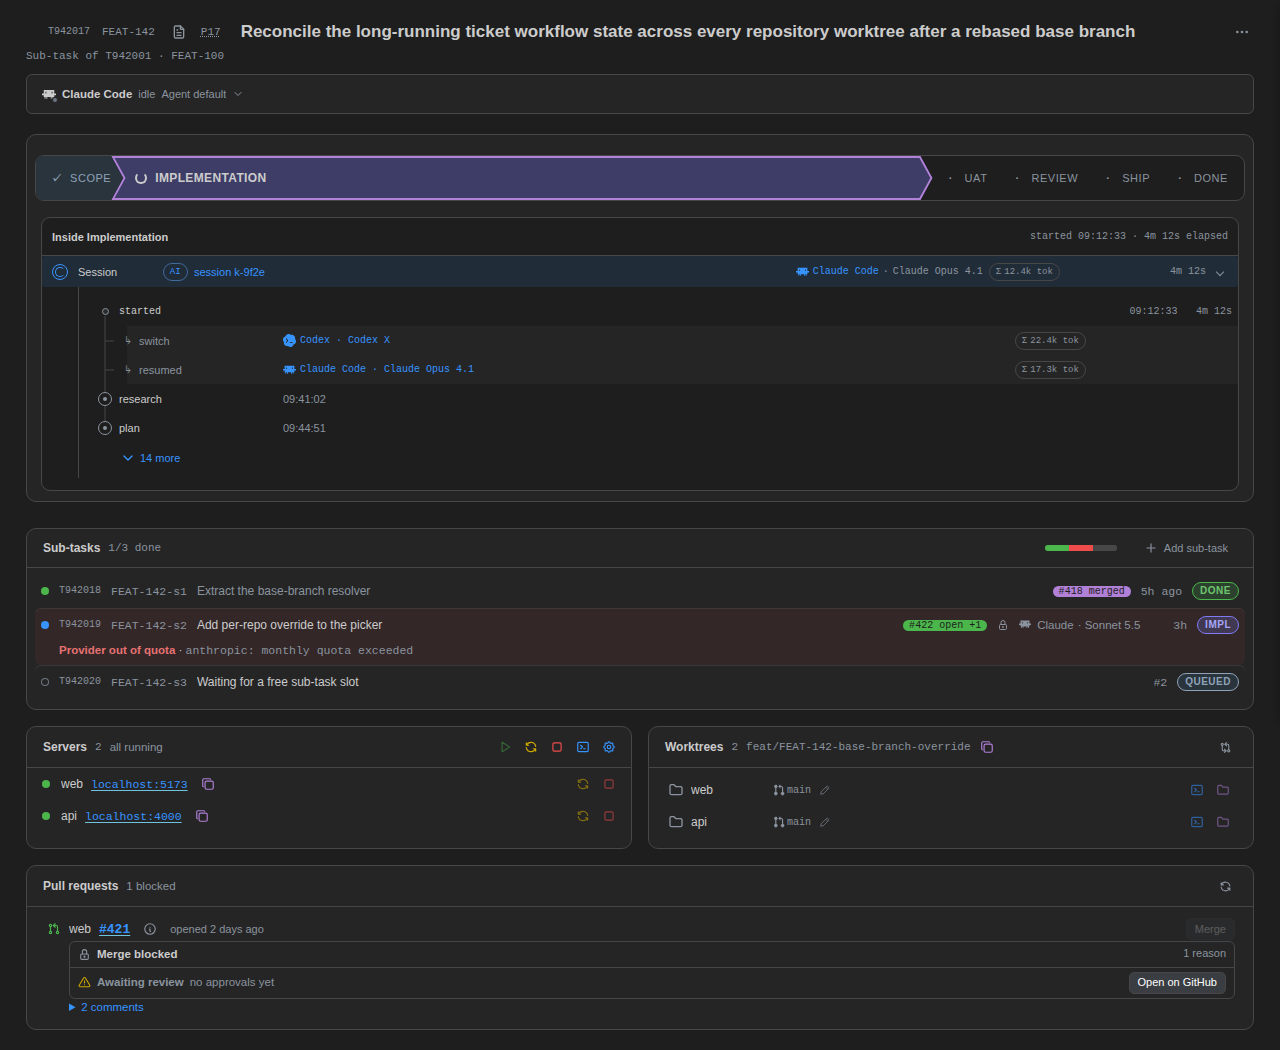 T942017 FEAT-142 P17 Reconcile the long-running ticket workflow state across every repository worktree after a rebased base branch
Sub-task of T942001 · FEAT-100
Claude Code idle Agent default
SCOPE IMPLEMENTATION · UAT · REVIEW · SHIP · DONE
Inside Implementation started 09:12:33 · 4m 12s elapsed
Session AI session k-9f2e Claude Code · Claude Opus 4.1 Σ 12.4k tok 4m 12s
started 09:12:33 4m 12s
↳ switch Codex · Codex X Σ 22.4k tok
↳ resumed Claude Code · Claude Opus 4.1 Σ 17.3k tok
research 09:41:02
plan 09:44:51
14 more
Sub-tasks 1/3 done Add sub-task
T942018 FEAT-142-s1 Extract the base-branch resolver #418 merged 5h ago DONE
T942019 FEAT-142-s2 Add per-repo override to the picker #422 open +1 Claude · Sonnet 5.5 3h IMPL
Provider out of quota · anthropic: monthly quota exceeded
T942020 FEAT-142-s3 Waiting for a free sub-task slot #2 QUEUED
Servers 2 all running
web localhost:5173
api localhost:4000
Worktrees 2 feat/FEAT-142-base-branch-override
web main
api main
Pull requests 1 blocked
web #421 opened 2 days ago Merge
Merge blocked 1 reason
Awaiting review no approvals yet Open on GitHub
2 comments